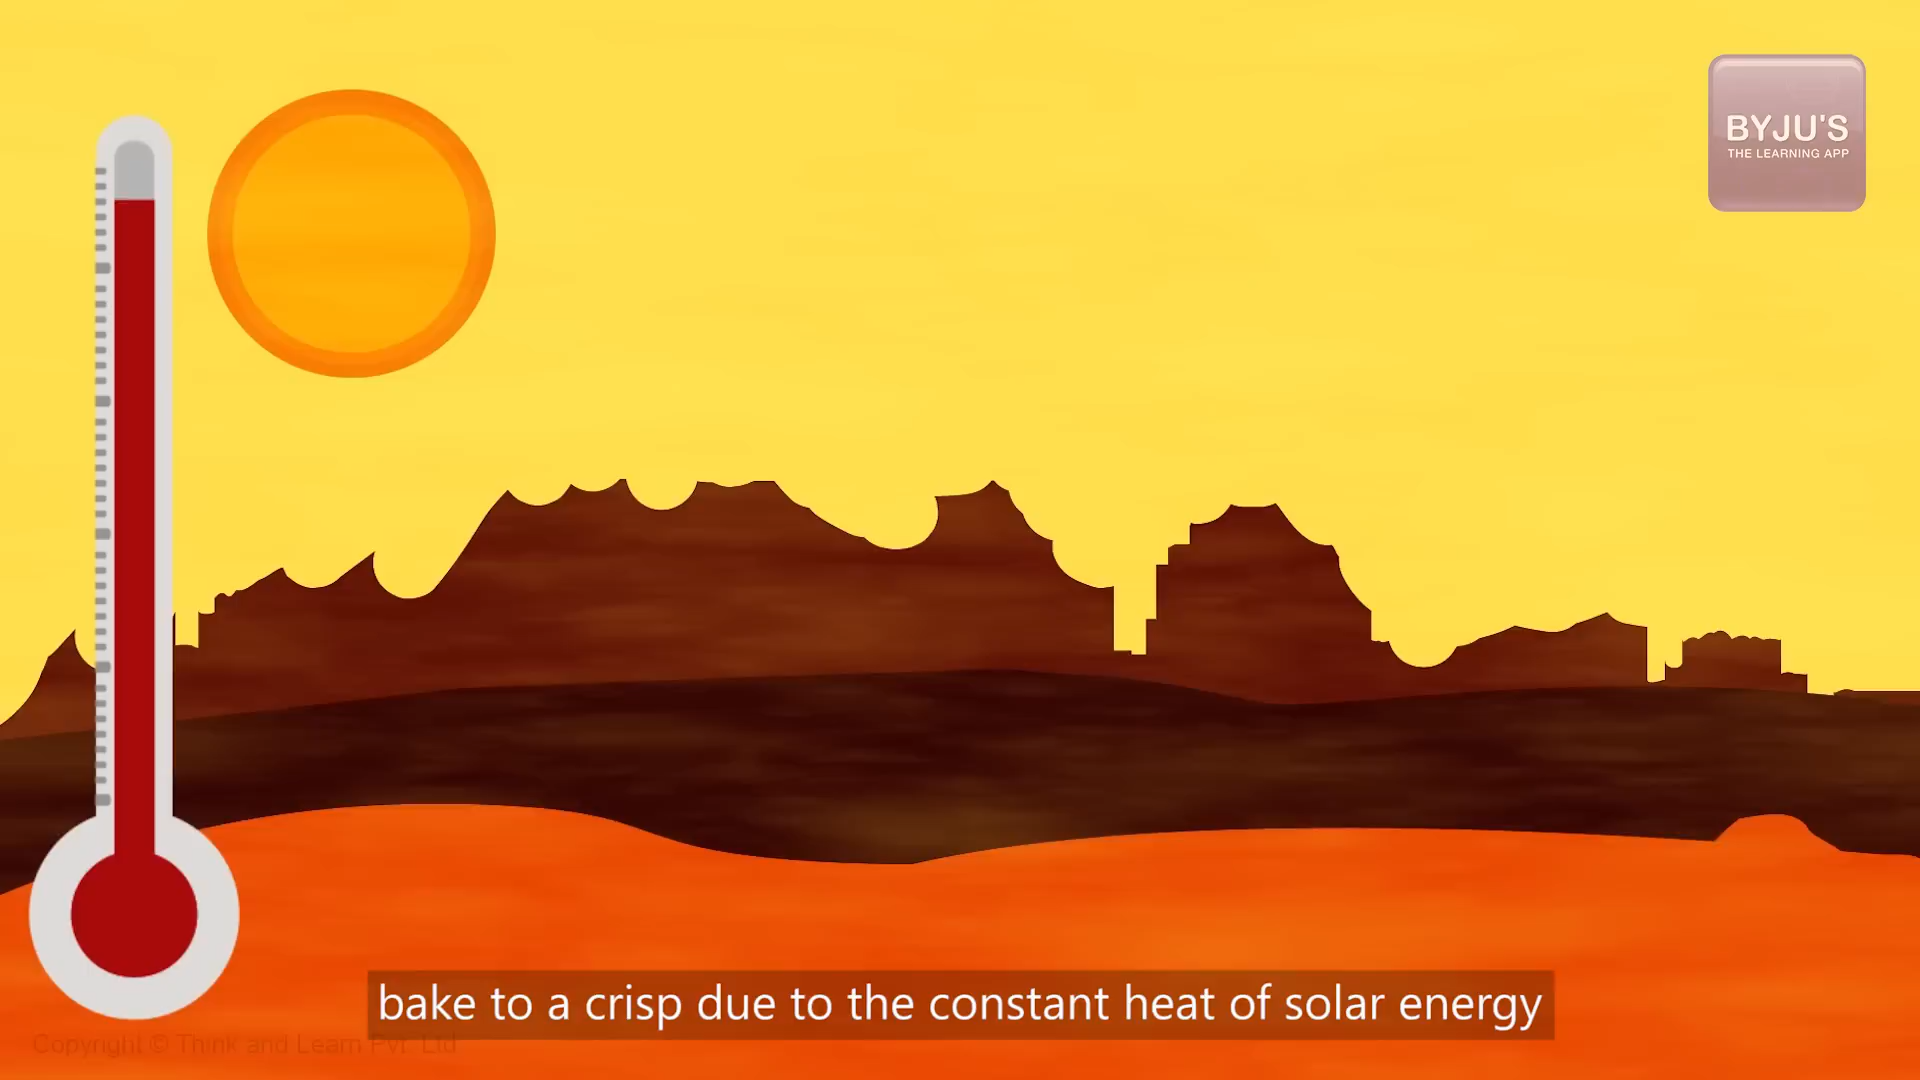 BYJU'S
THE LEARNING APP
bake to a crisp due to the constant heat of solar energy
Copyright © Think and Learn Pvt. Ltd